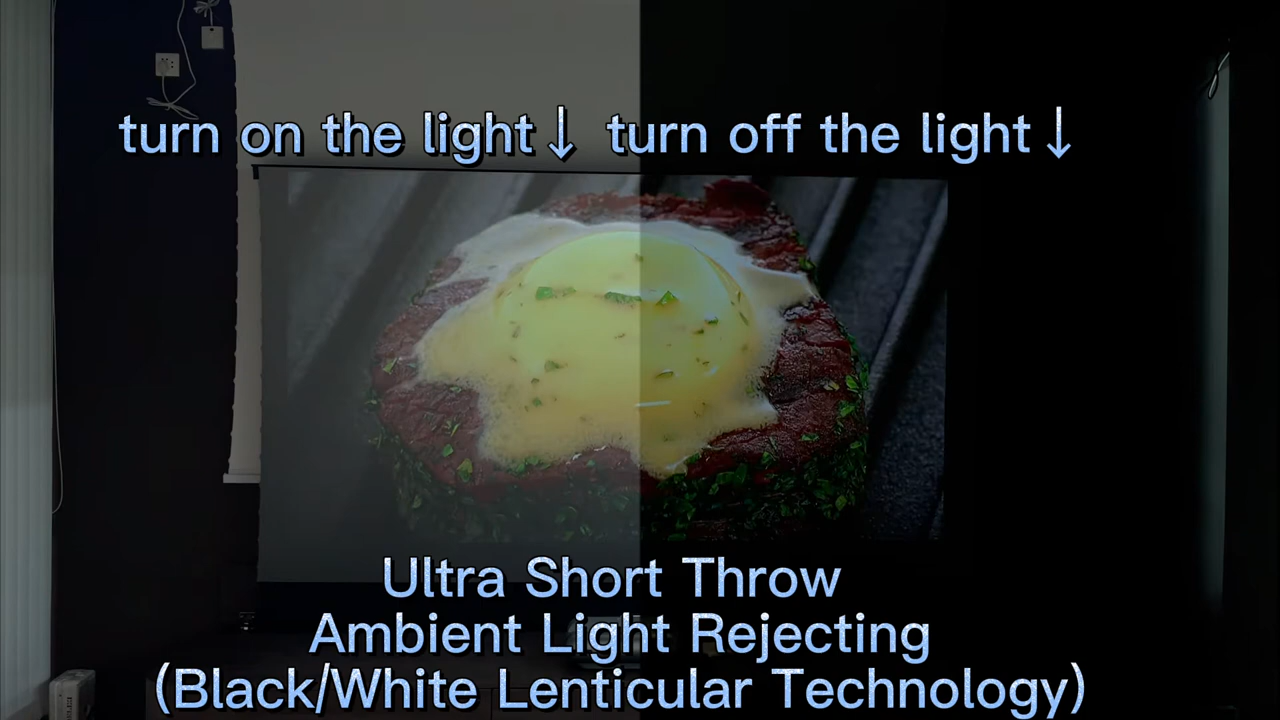 turn on the light↓ turn off the light↓
Ultra Short Throw
Ambient Light Rejecting
(Black/White Lenticular Technology)